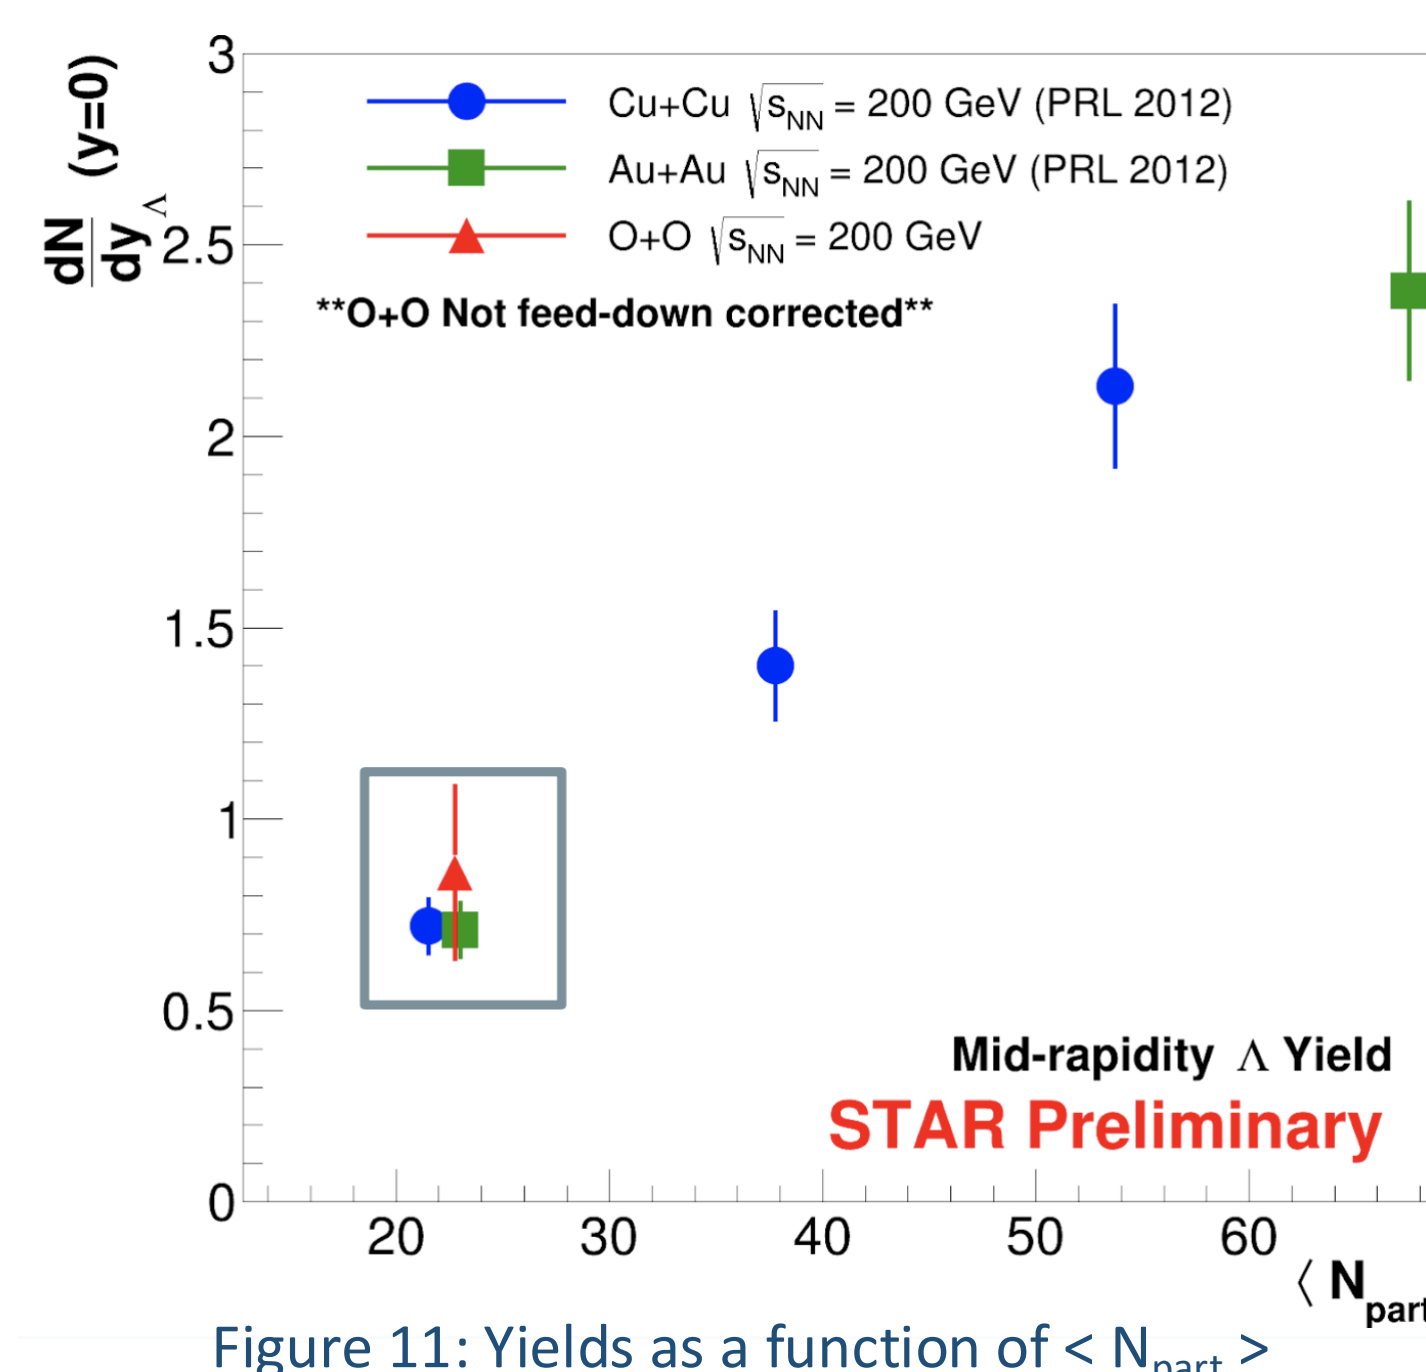 3
dN/dy Λ (y=0)
Cu+Cu √sNN = 200 GeV (PRL 2012)
Au+Au √sNN = 200 GeV (PRL 2012)
2.5
O+O √sNN = 200 GeV
**O+O Not feed-down corrected**
2
1.5
1
0.5
Mid-rapidity Λ Yield
STAR Preliminary
0
20 30 40 50 60
⟨ Npart
Figure 11: Yields as a function of < Npart >